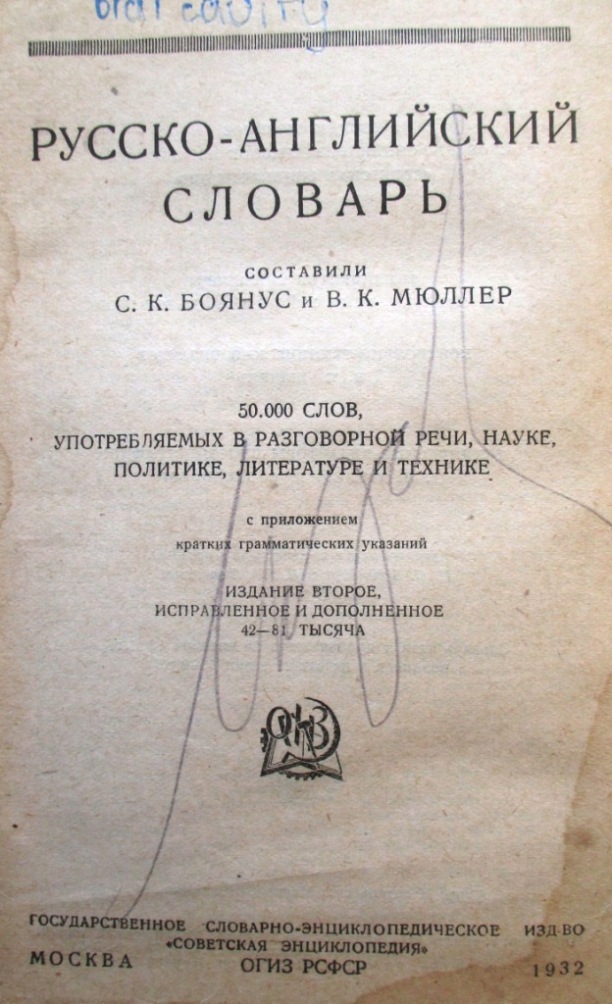 oral cavity
РУССКО-АНГЛИЙСКИЙ
СЛОВАРЬ
СОСТАВИЛИ
С. К. БОЯНУС и В. К. МЮЛЛЕР
50.000 СЛОВ,
УПОТРЕБЛЯЕМЫХ В РАЗГОВОРНОЙ РЕЧИ, НАУКЕ,
ПОЛИТИКЕ, ЛИТЕРАТУРЕ И ТЕХНИКЕ
с приложением
кратких грамматических указаний
ИЗДАНИЕ ВТОРОЕ,
ИСПРАВЛЕННОЕ И ДОПОЛНЕННОЕ
42—81 ТЫСЯЧА
ОГИЗ
ГОСУДАРСТВЕННОЕ СЛОВАРНО-ЭНЦИКЛОПЕДИЧЕСКОЕ ИЗД-ВО
«СОВЕТСКАЯ ЭНЦИКЛОПЕДИЯ»
МОСКВА ОГИЗ РСФСР 1932